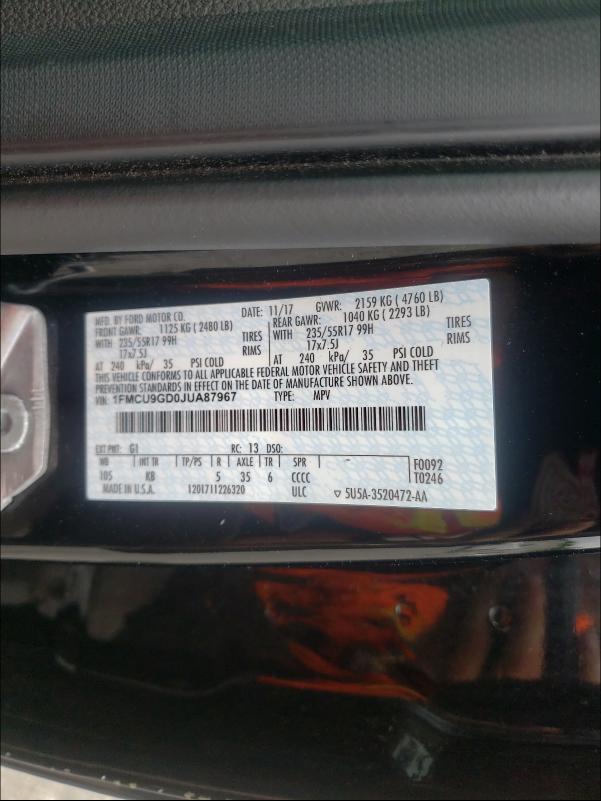 MFD. BY FORD MOTOR CO.
DATE: 11/17 GVWR: 2159 KG ( 4760 LB)
FRONT GAWR: 1125 KG ( 2480 LB)
WITH 235/55R17 99H TIRES
17x7.5J RIMS
AT 240 kPa/ 35 PSI COLD
REAR GAWR: 1040 KG ( 2293 LB)
WITH 235/55R17 99H TIRES
17x7.5J RIMS
AT 240 kPa/ 35 PSI COLD
THIS VEHICLE CONFORMS TO ALL APPLICABLE FEDERAL MOTOR VEHICLE SAFETY AND THEFT
PREVENTION STANDARDS IN EFFECT ON THE DATE OF MANUFACTURE SHOWN ABOVE.
VIN: 1FMCU9GD0JUA87967 TYPE: MPV
EXT PNT: G1 RC: 13 DSO:
WB INT TR TP/PS R AXLE TR SPR
105 KB 5 35 6 CCCC
F0092
T0246
MADE IN U.S.A. 1201711226320 ULC ▽ 5U5A-3520472-AA